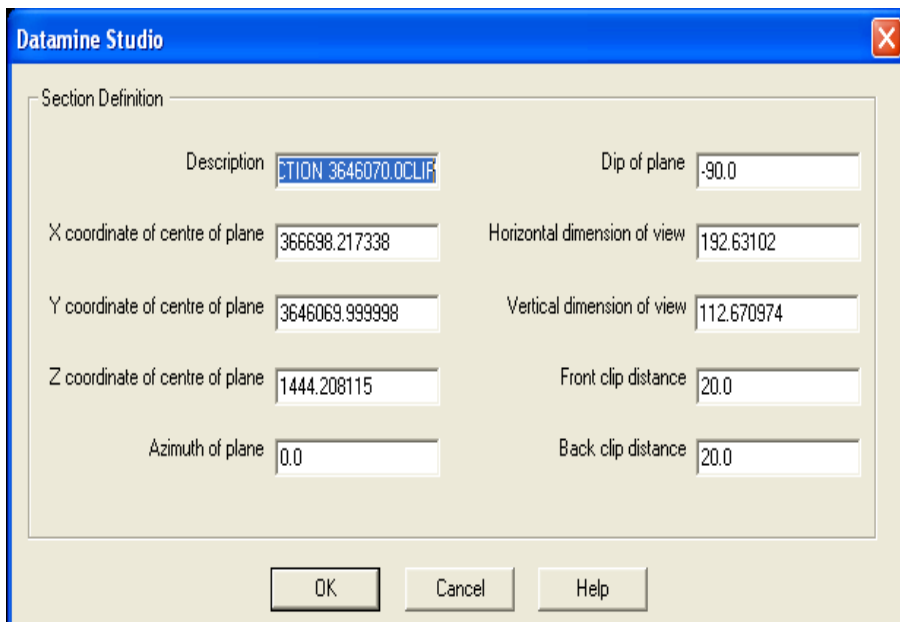 Datamine Studio
Section Definition
Description CTION 3646070.0CLIP
Dip of plane -90.0
X coordinate of centre of plane 366698.217338
Horizontal dimension of view 192.63102
Y coordinate of centre of plane 3646069.999998
Vertical dimension of view 112.670974
Z coordinate of centre of plane 1444.208115
Front clip distance 20.0
Azimuth of plane 0.0
Back clip distance 20.0
OK
Cancel
Help